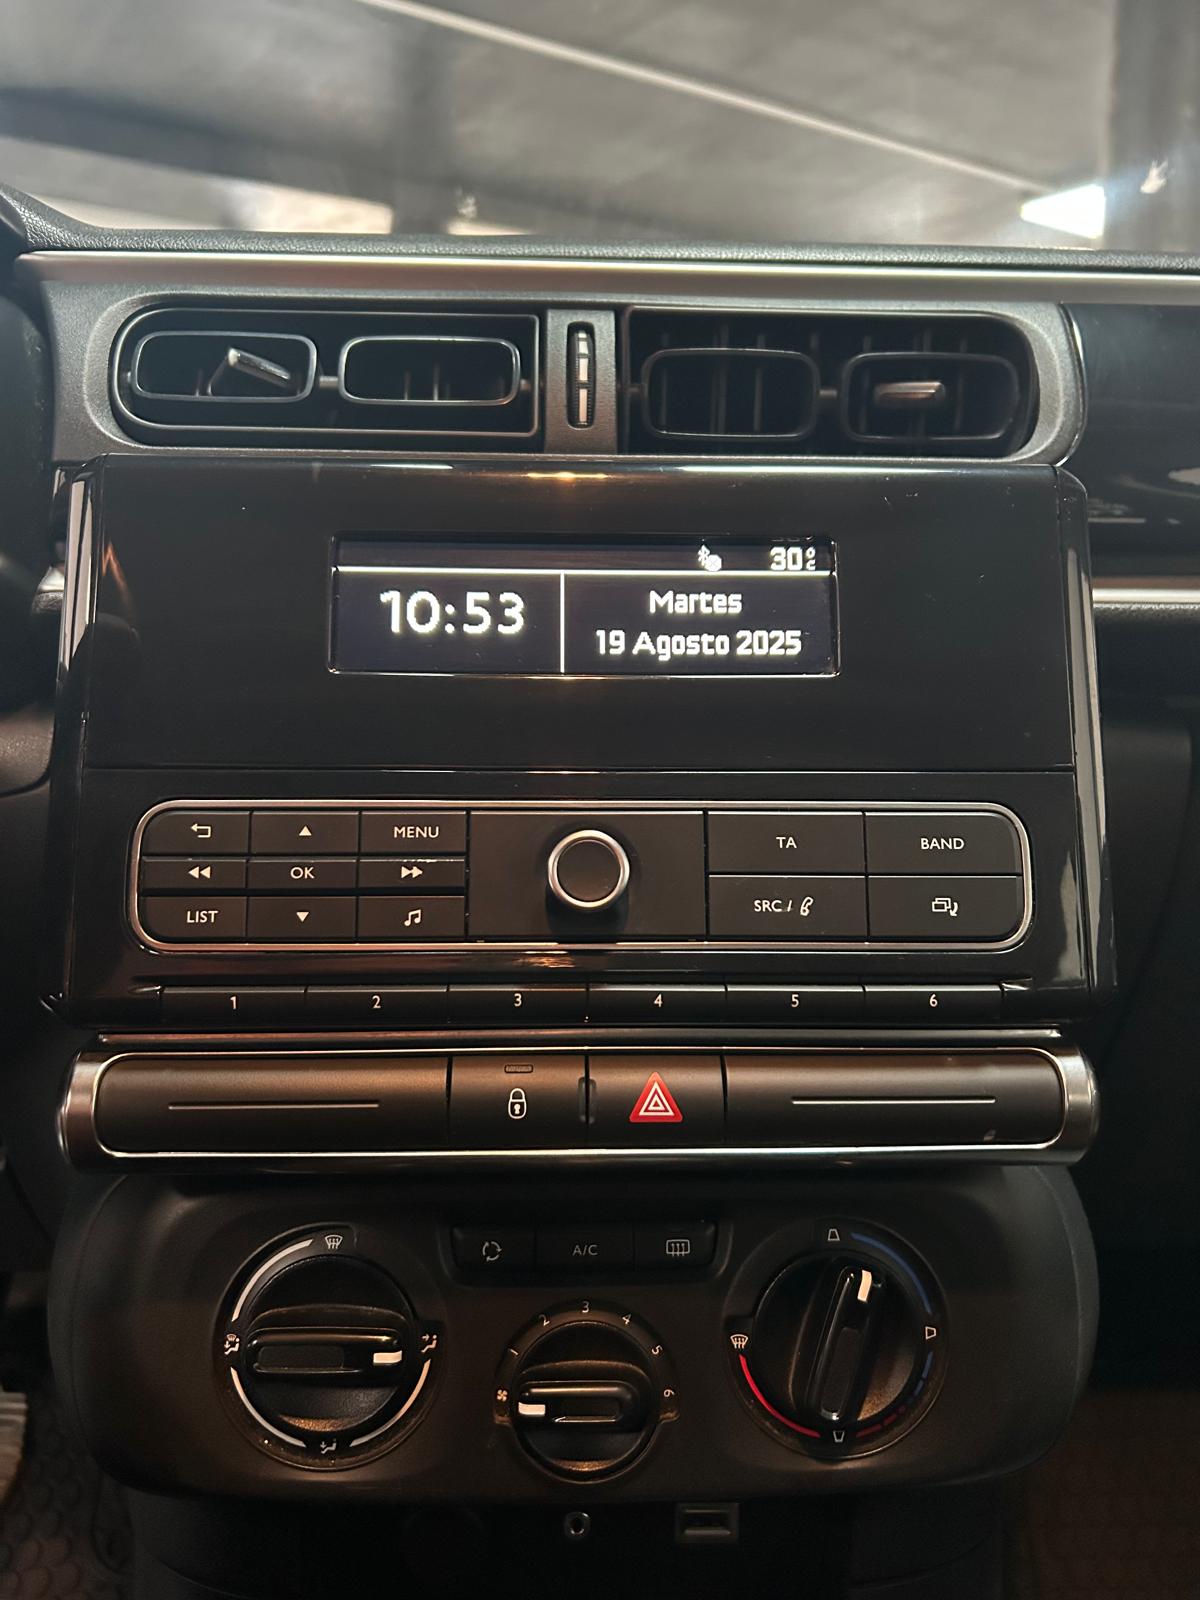 30°C
10:53
Martes
19 Agosto 2025
MENU
TA
BAND
OK
LIST
SRC /
1 2 3 4 5 6
A/C
1 2 3 4 5 6